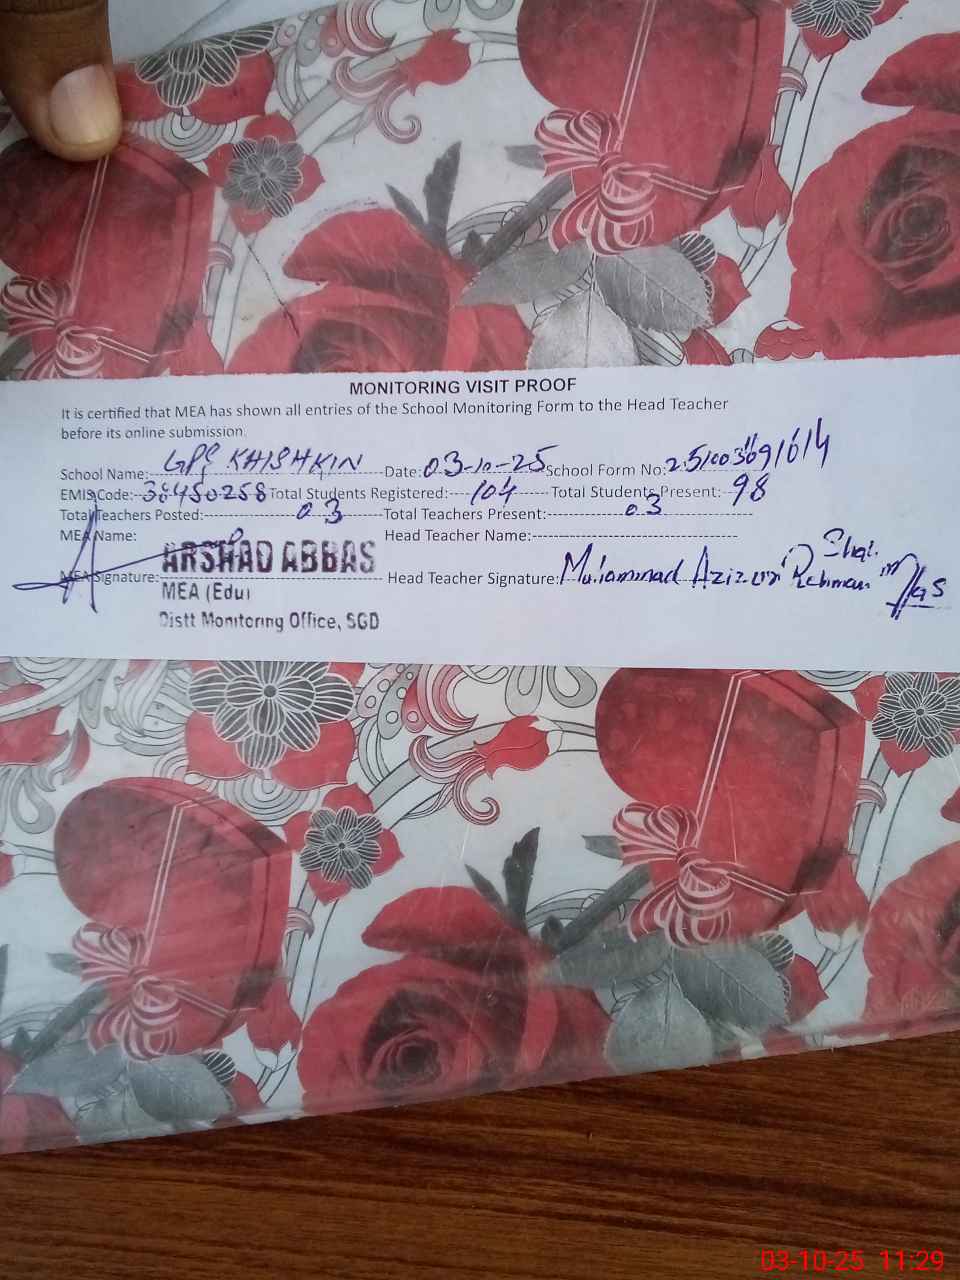 MONITORING VISIT PROOF
It is certified that MEA has shown all entries of the School Monitoring Form to the Head Teacher
before its online submission.
School Name: GPS KHISHKIN Date: 03-10-25 School Form No:
EMIS Code: 38450258 Total Students Registered: 104 Total Students Present: 98
Total Teachers Posted: 03 Total Teachers Present: 03
MEA Name: ARSHAD ABBAS Head Teacher Name:
MEA Signature: Head Teacher Signature: Muhammad Aziz ur Rehman
MEA (Edu)
Distt Monitoring Office, SGD
03-10-25 11:29